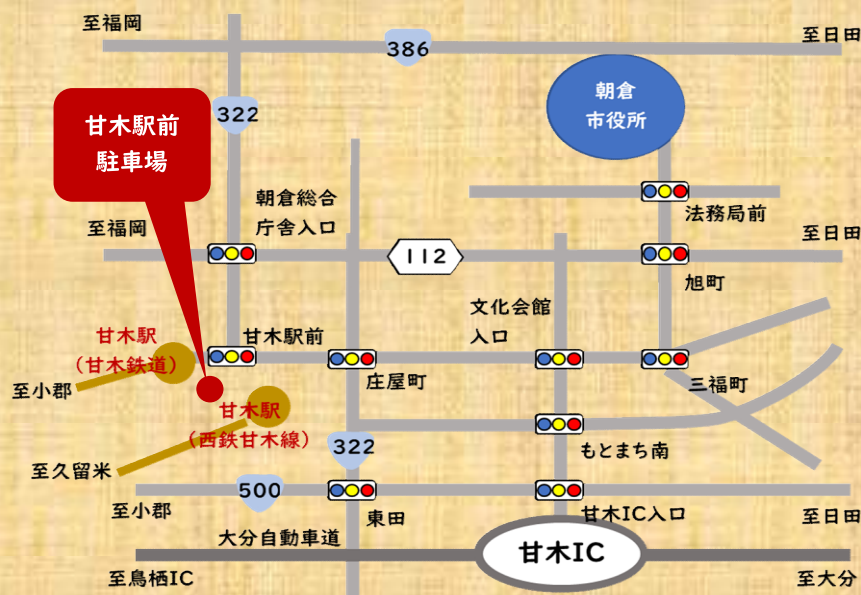 至福岡
至日田
386
朝倉
市役所
322
甘木駅前
駐車場
朝倉総合
庁舎入口
法務局前
至福岡
至日田
112
旭町
文化会館
入口
甘木駅
（甘木鉄道）
甘木駅前
庄屋町
三福町
至小郡
甘木駅
（西鉄甘木線）
322
もとまち南
至久留米
500
至小郡
東田
甘木IC入口
至日田
大分自動車道
甘木IC
至鳥栖IC
至大分